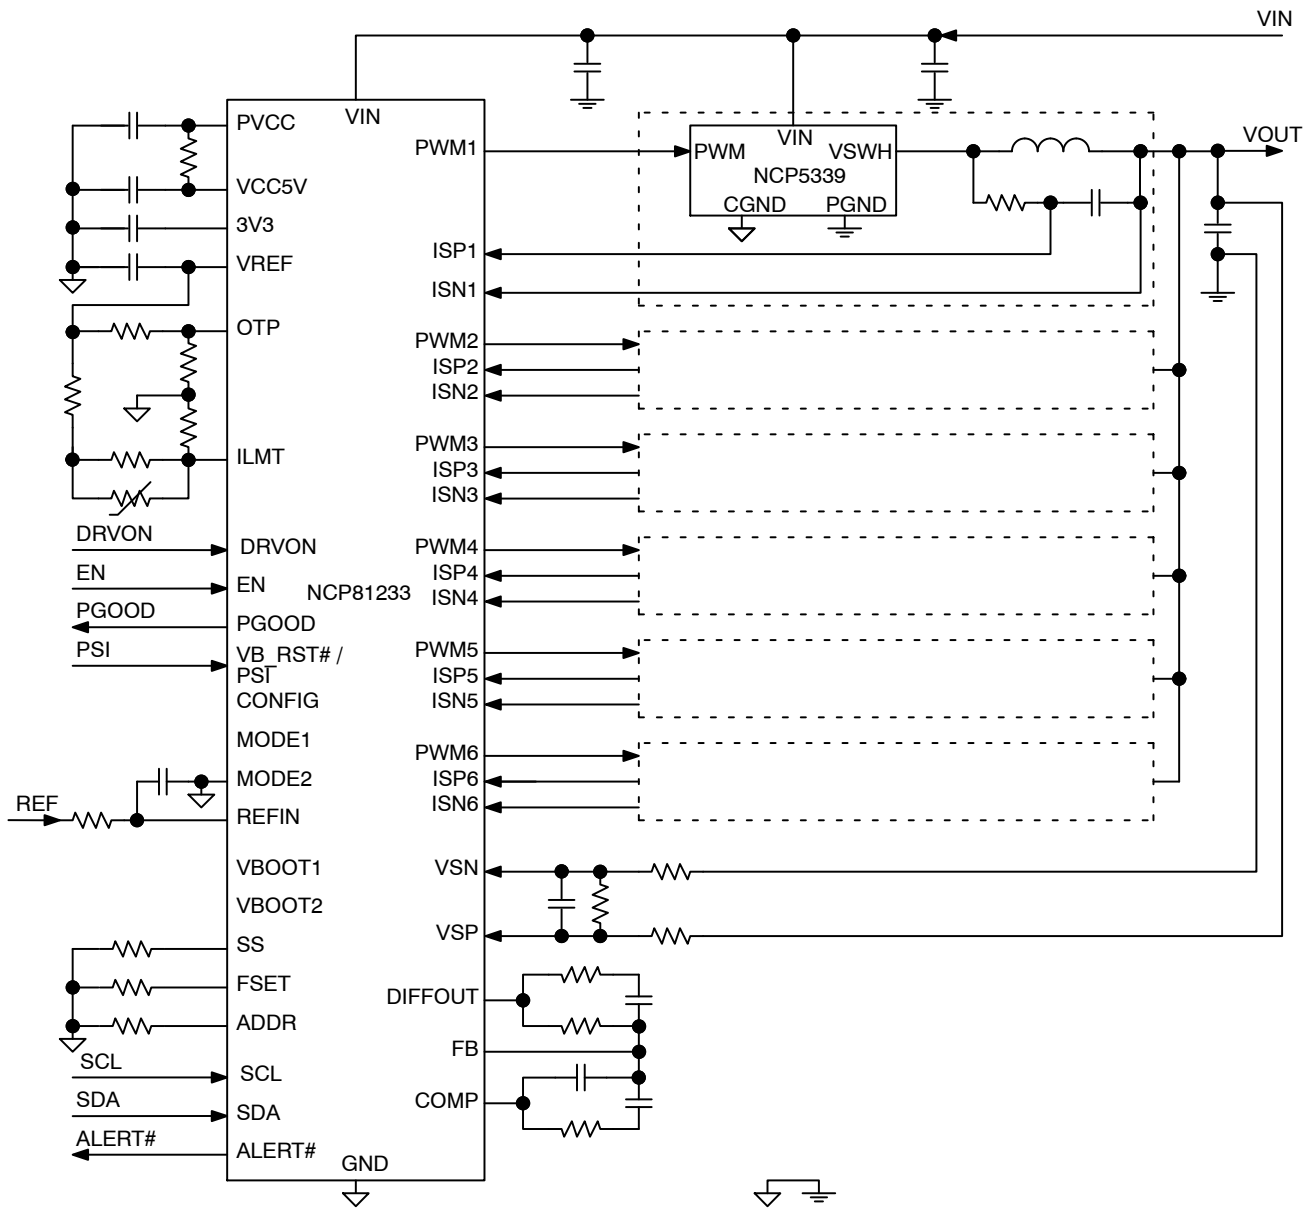 VIN
VIN
PVCC
VCC5V
3V3
VREF
OTP
ILMT
DRVON
DRVON
EN
EN
PGOOD
PGOOD
PSI
VB_RST# /
PSI
CONFIG
MODE1
MODE2
REF
REFIN
VBOOT1
VBOOT2
SS
FSET
ADDR
SCL
SCL
SDA
SDA
ALERT#
ALERT#
GND
NCP81233
PWM1
ISP1
ISN1
PWM2
ISP2
ISN2
PWM3
ISP3
ISN3
PWM4
ISP4
ISN4
PWM5
ISP5
ISN5
PWM6
ISP6
ISN6
VSN
VSP
DIFFOUT
FB
COMP
VIN
PWM
VSWH
NCP5339
CGND
PGND
VOUT